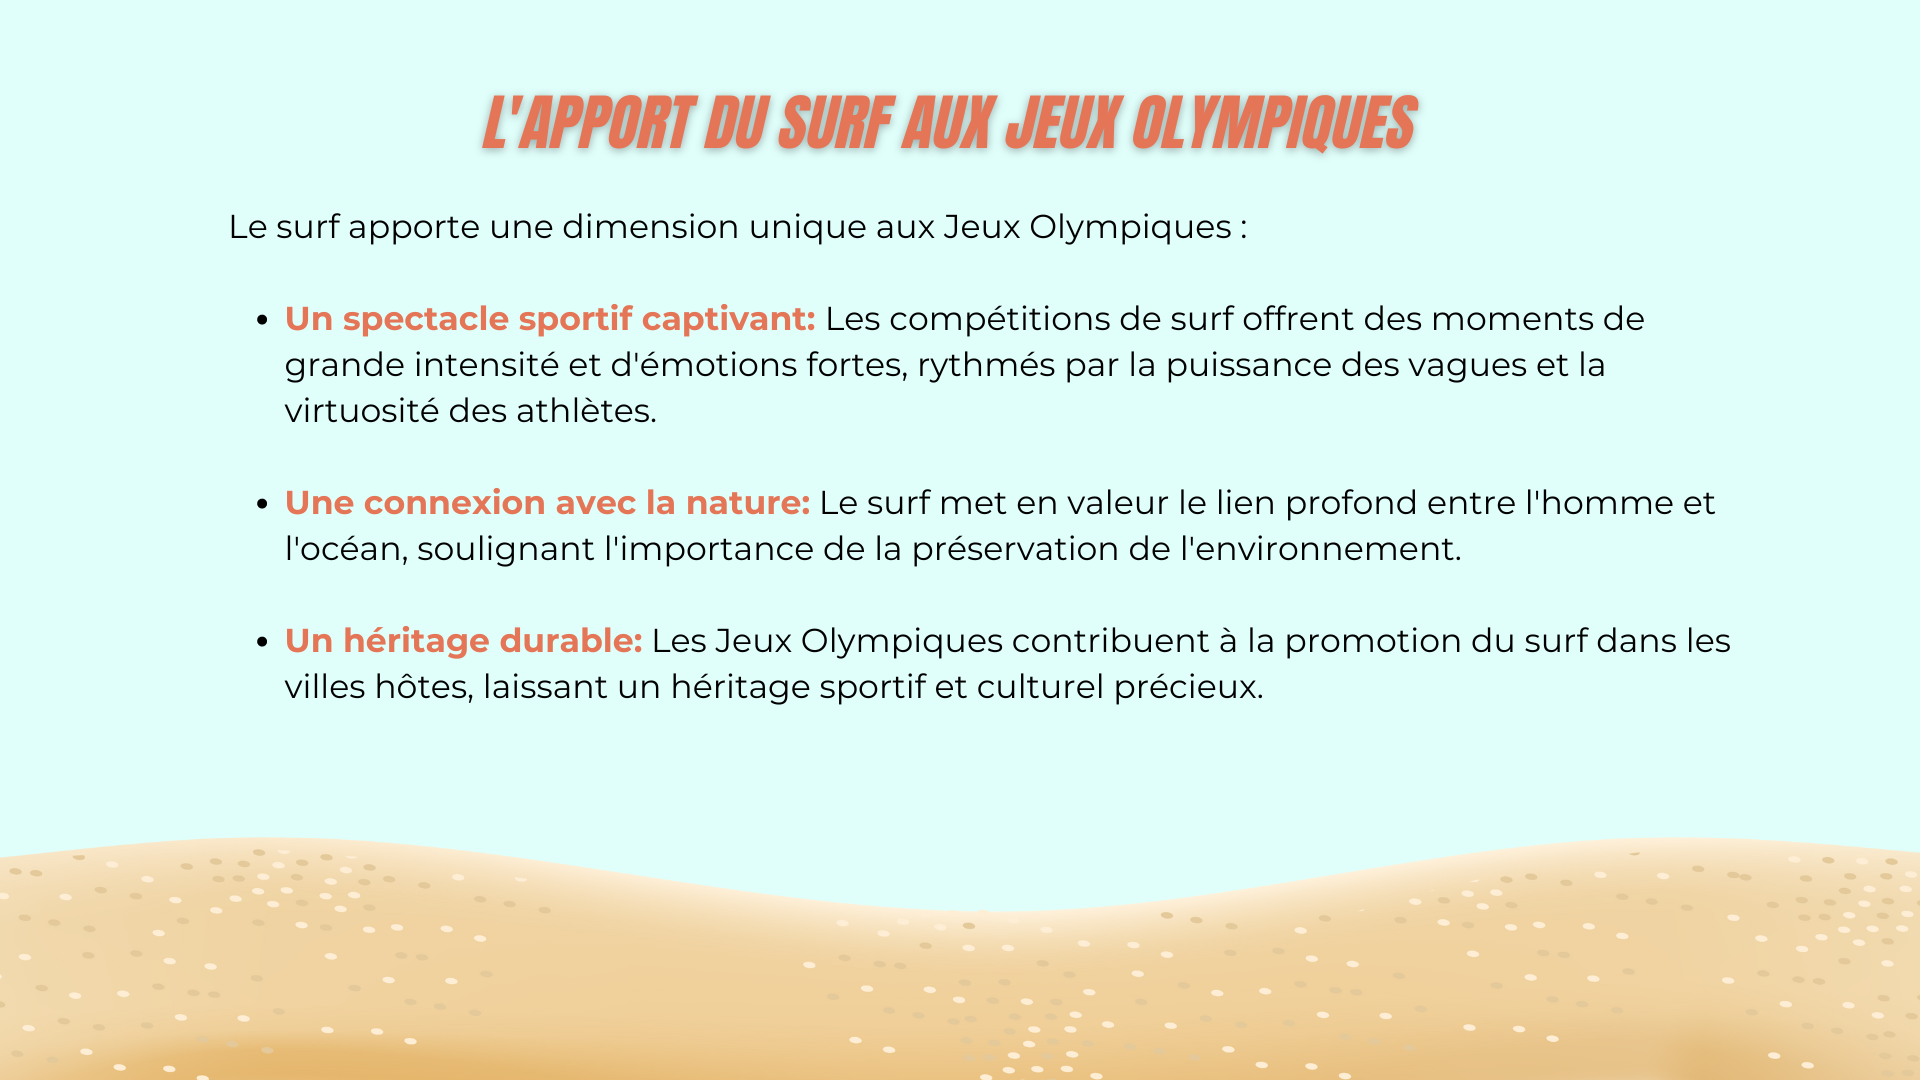 L'APPORT DU SURF AUX JEUX OLYMPIQUES
Le surf apporte une dimension unique aux Jeux Olympiques :
• Un spectacle sportif captivant: Les compétitions de surf offrent des moments de
grande intensité et d'émotions fortes, rythmés par la puissance des vagues et la
virtuosité des athlètes.
• Une connexion avec la nature: Le surf met en valeur le lien profond entre l'homme et
l'océan, soulignant l'importance de la préservation de l'environnement.
• Un héritage durable: Les Jeux Olympiques contribuent à la promotion du surf dans les
villes hôtes, laissant un héritage sportif et culturel précieux.